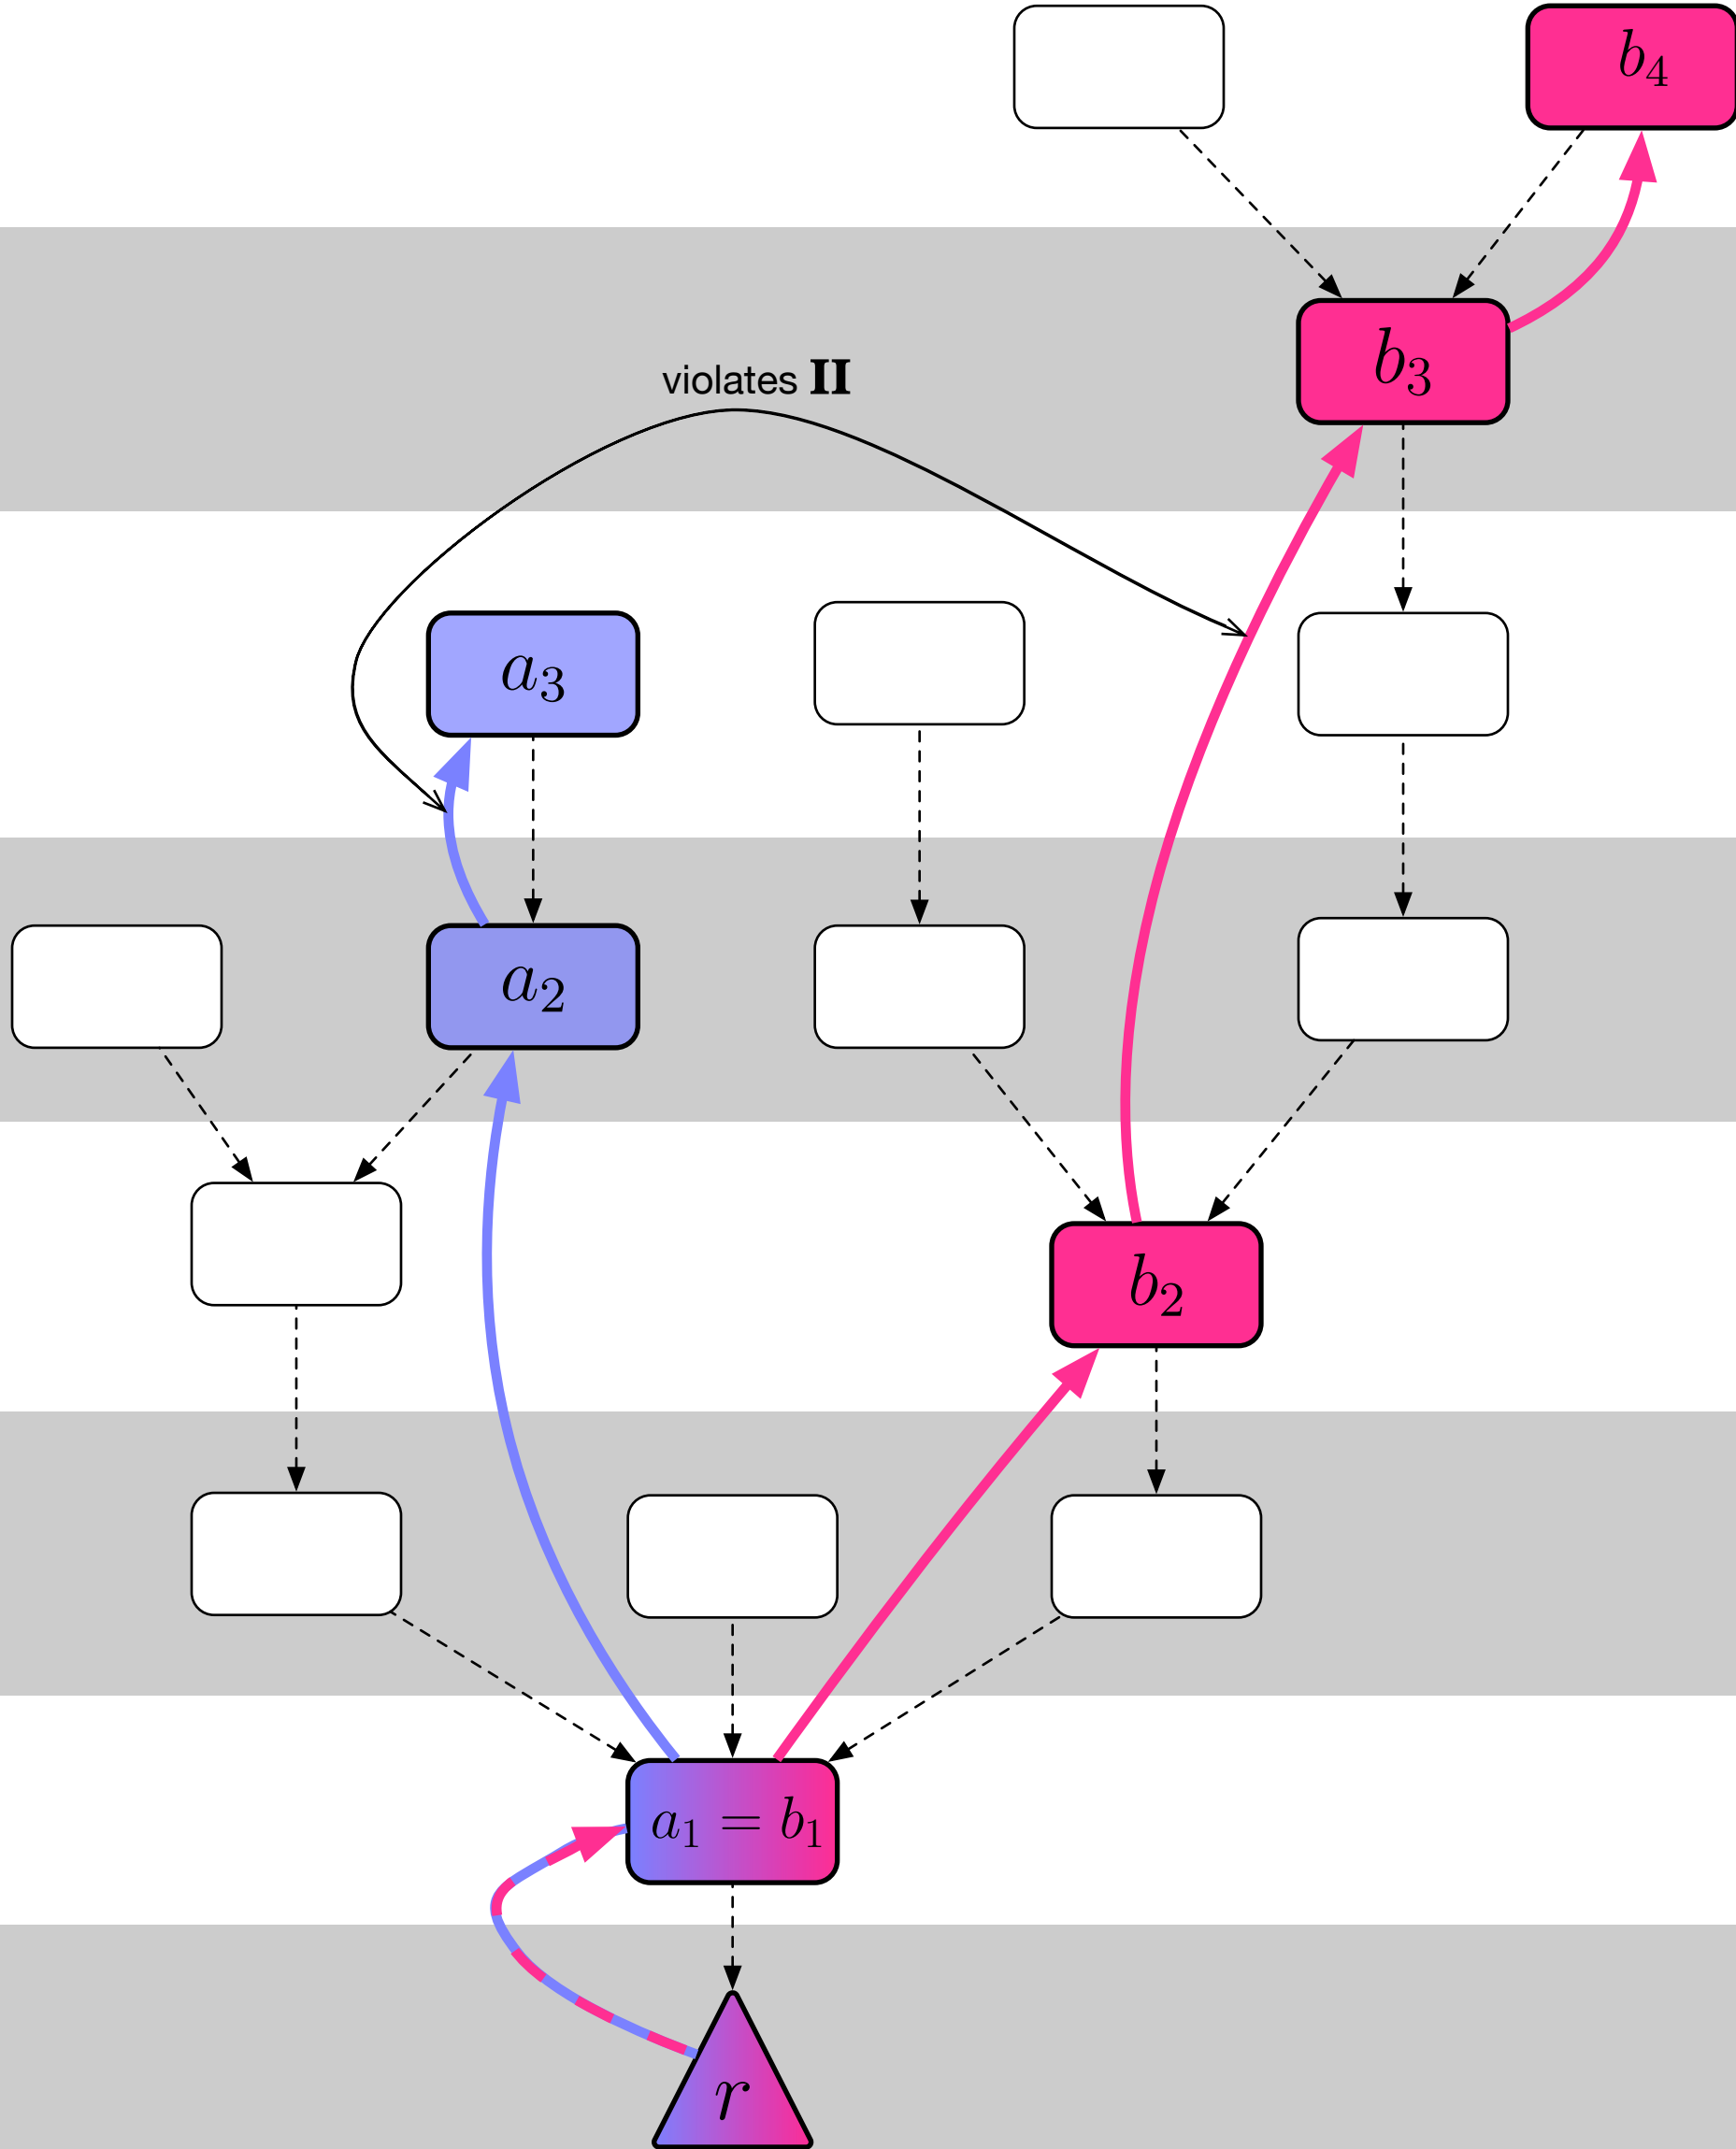 b₄
b₃
violates II
a₃
a₂
b₂
a₁ = b₁
r